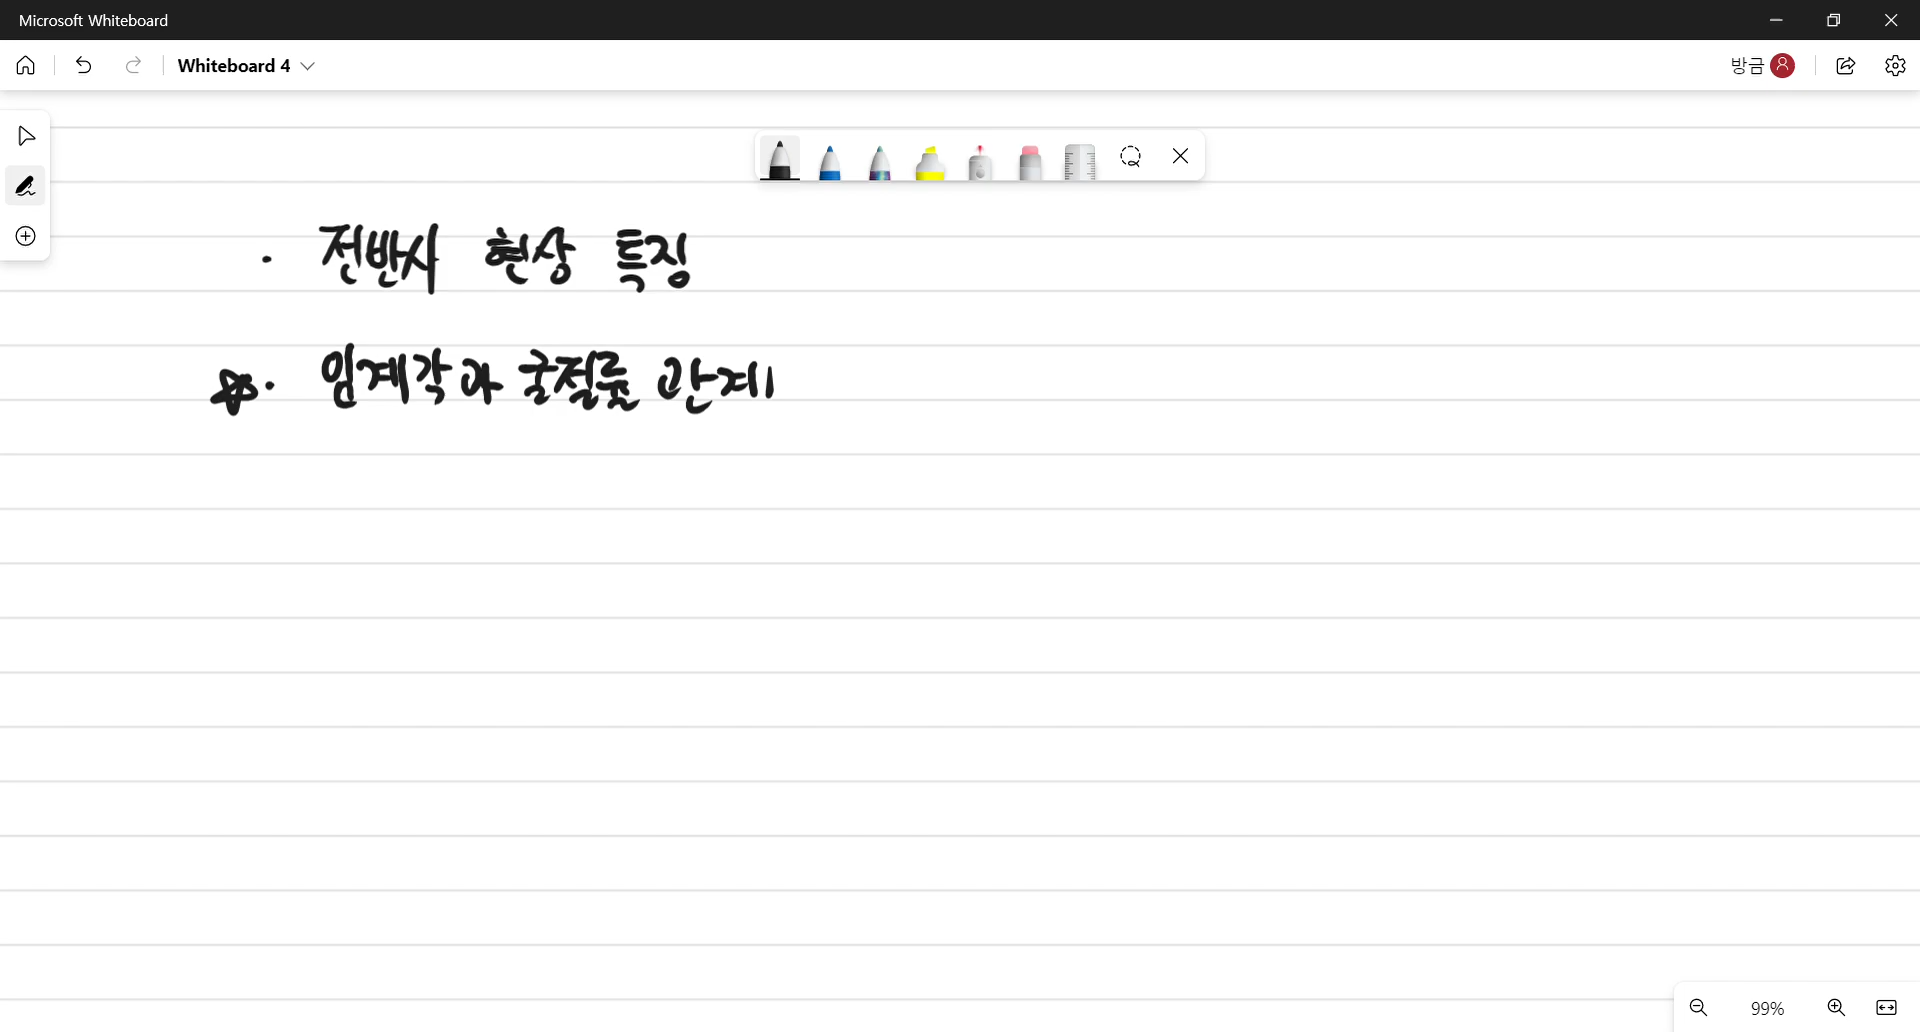 Microsoft Whiteboard
Whiteboard 4
방금
· 전반사 현상 특징
☆· 임계각과 굴절률 관계
99%